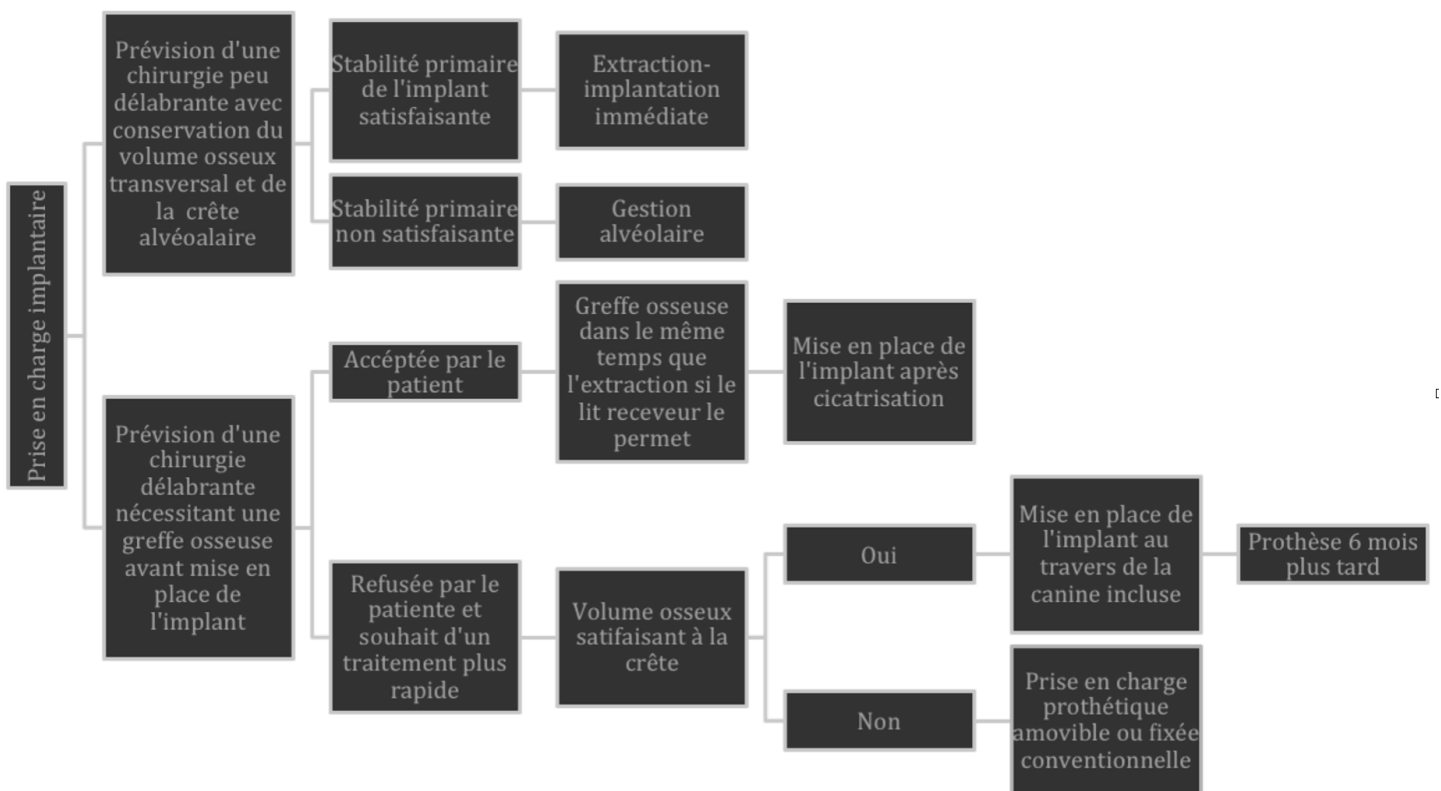 Prise en charge implantaire
Prévision d'une
chirurgie peu
délabrante avec
conservation du
volume osseux
transversal et de
la crête
alvéoalaire
Stabilité primaire
de l'implant
satisfaisante
Extraction-
implantation
immédiate
Stabilité primaire
non satisfaisante
Gestion
alvéolaire
Prévision d'une
chirurgie
délabrante
nécessitant une
greffe osseuse
avant mise en
place de
l'implant
Accéptée par le
patient
Greffe osseuse
dans le même
temps que
l'extraction si le
lit receveur le
permet
Mise en place de
l'implant après
cicatrisation
Refusée par le
patiente et
souhait d'un
traitement plus
rapide
Volume osseux
satifaisant à la
crête
Oui
Mise en place de
l'implant au
travers de la
canine incluse
Prothèse 6 mois
plus tard
Non
Prise en charge
prothétique
amovible ou fixée
conventionnelle